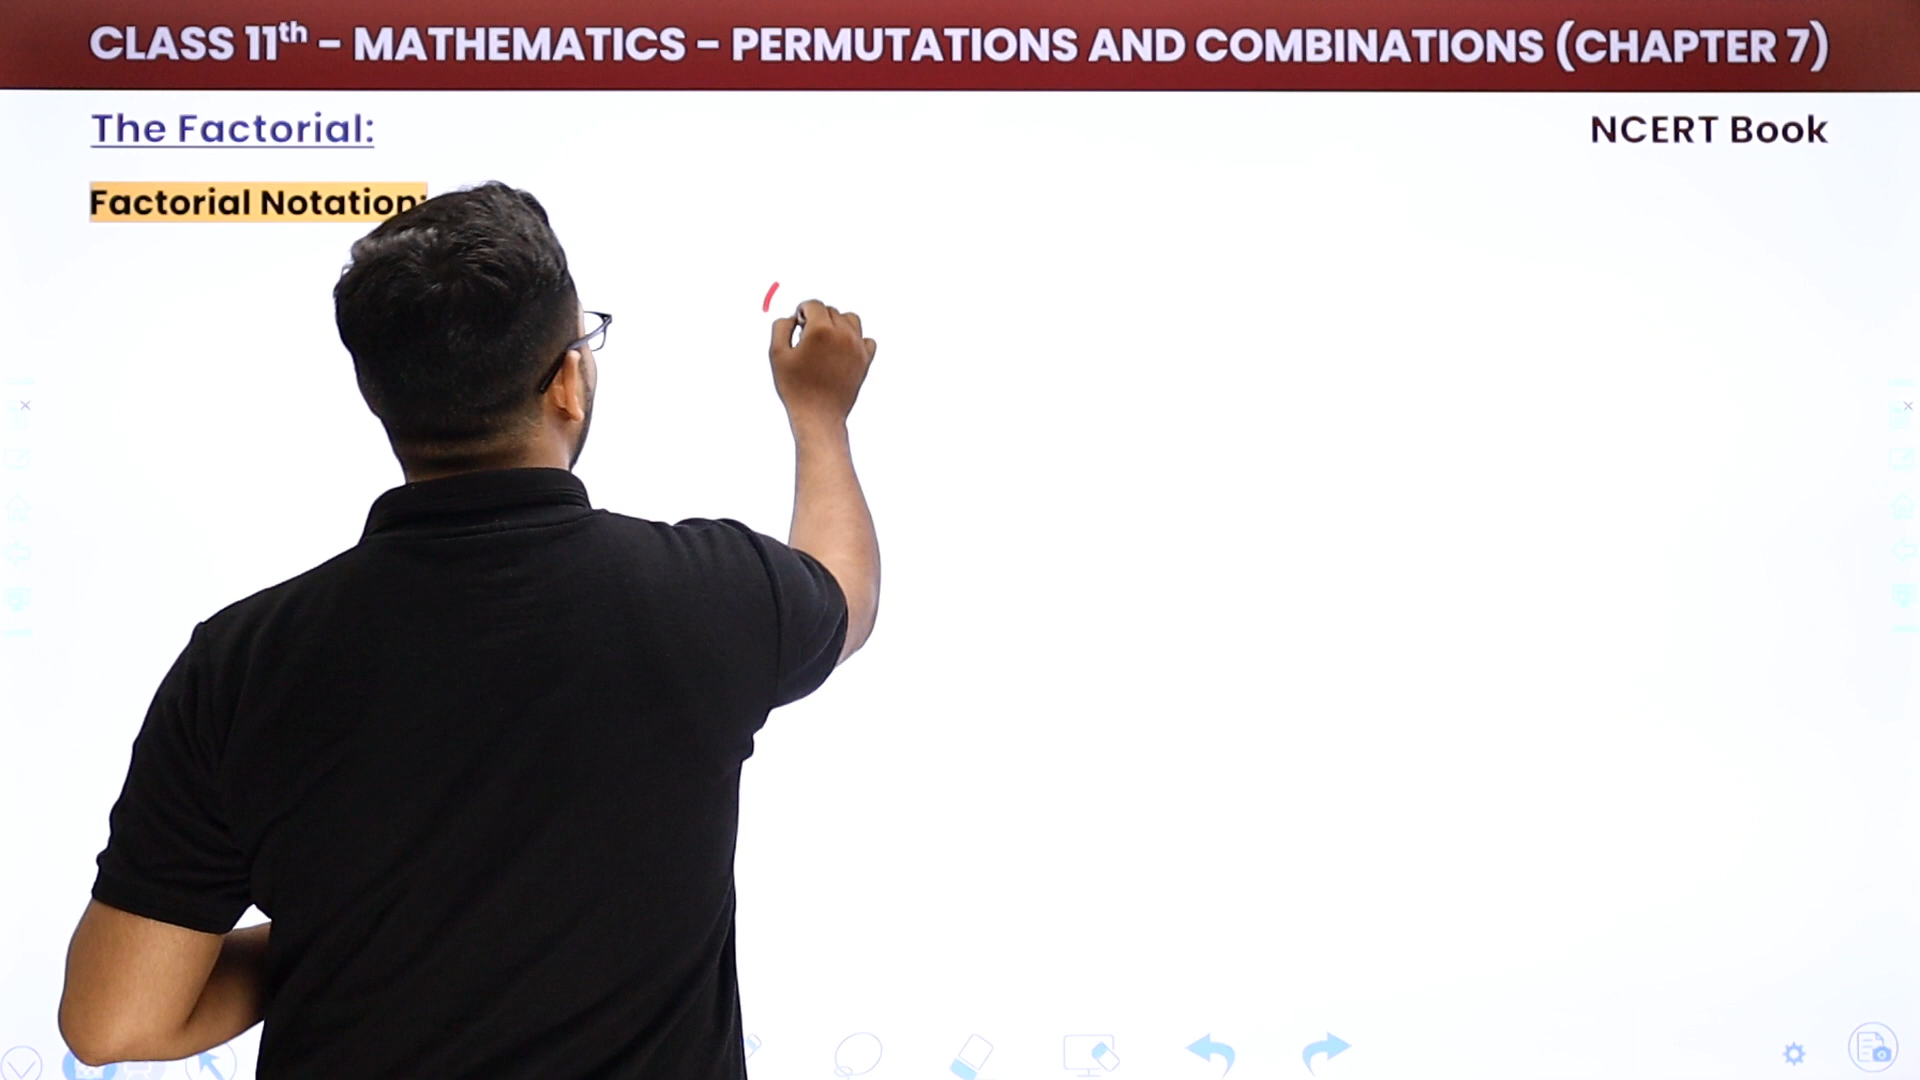 CLASS 11th - MATHEMATICS - PERMUTATIONS AND COMBINATIONS (CHAPTER 7)
The Factorial:
NCERT Book
Factorial Notation: